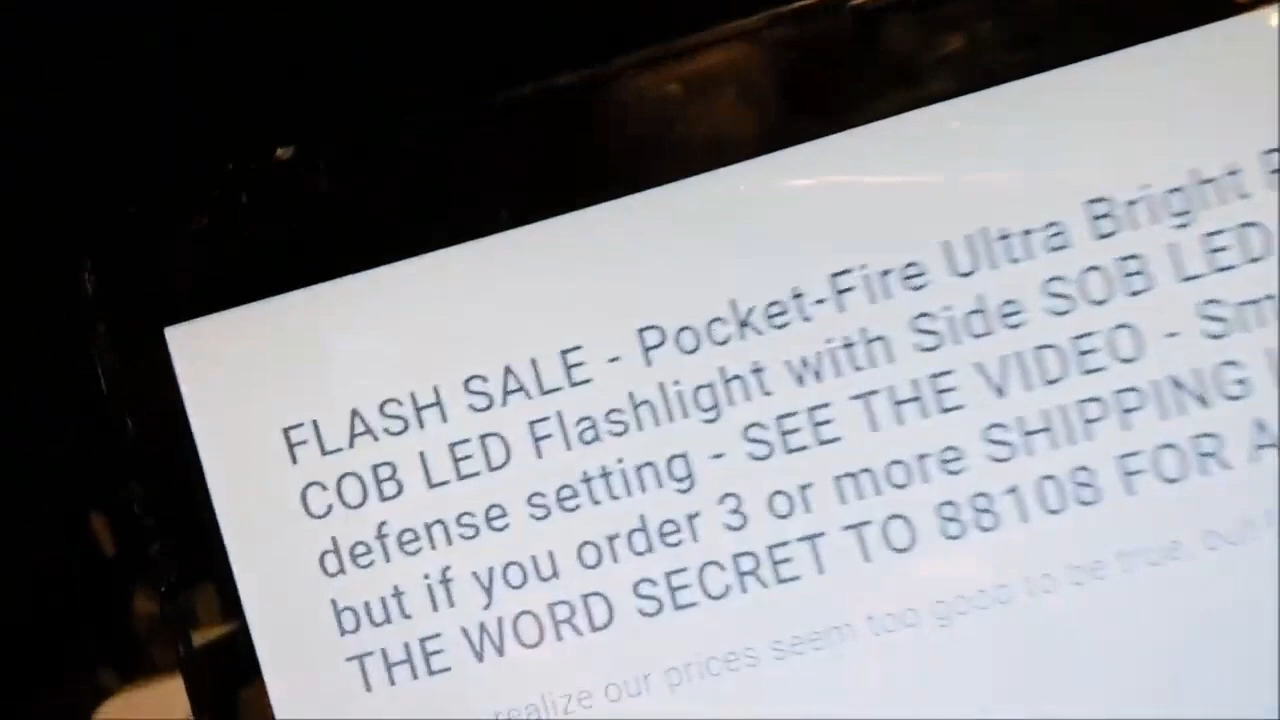 FLASH SALE - Pocket-Fire Ultra Bright
COB LED Flashlight with Side SOB LED
defense setting - SEE THE VIDEO - Sm
but if you order 3 or more SHIPPING
THE WORD SECRET TO 88108 FOR A
realize our prices seem too good to be true, our